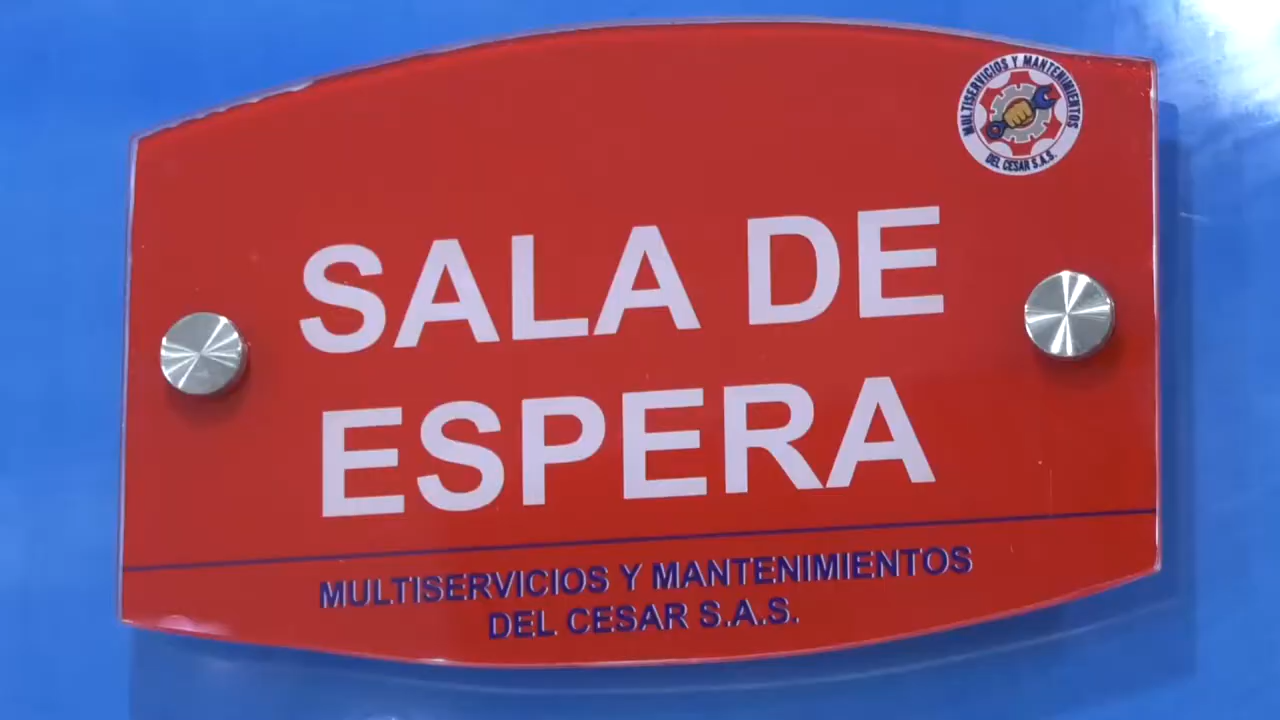 MULTISERVICIOS Y MANTENIMIENTOS
DEL CESAR S.A.S.
SALA DE
ESPERA
MULTISERVICIOS Y MANTENIMIENTOS
DEL CESAR S.A.S.